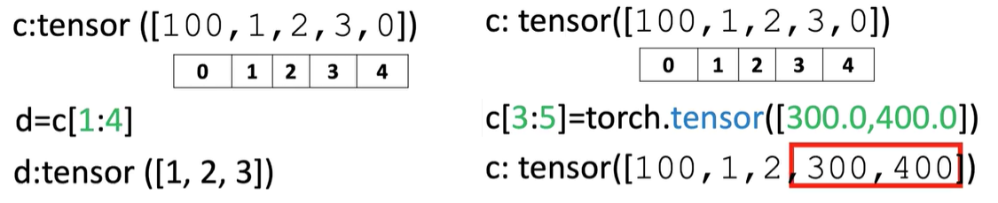 c:tensor ([100, 1, 2, 3, 0])
0 1 2 3 4
d=c[1:4]
d:tensor ([1, 2, 3])
c: tensor([100, 1, 2, 3, 0])
0 1 2 3 4
c[3:5]=torch.tensor([300.0,400.0])
c: tensor([100, 1, 2, 300, 400])